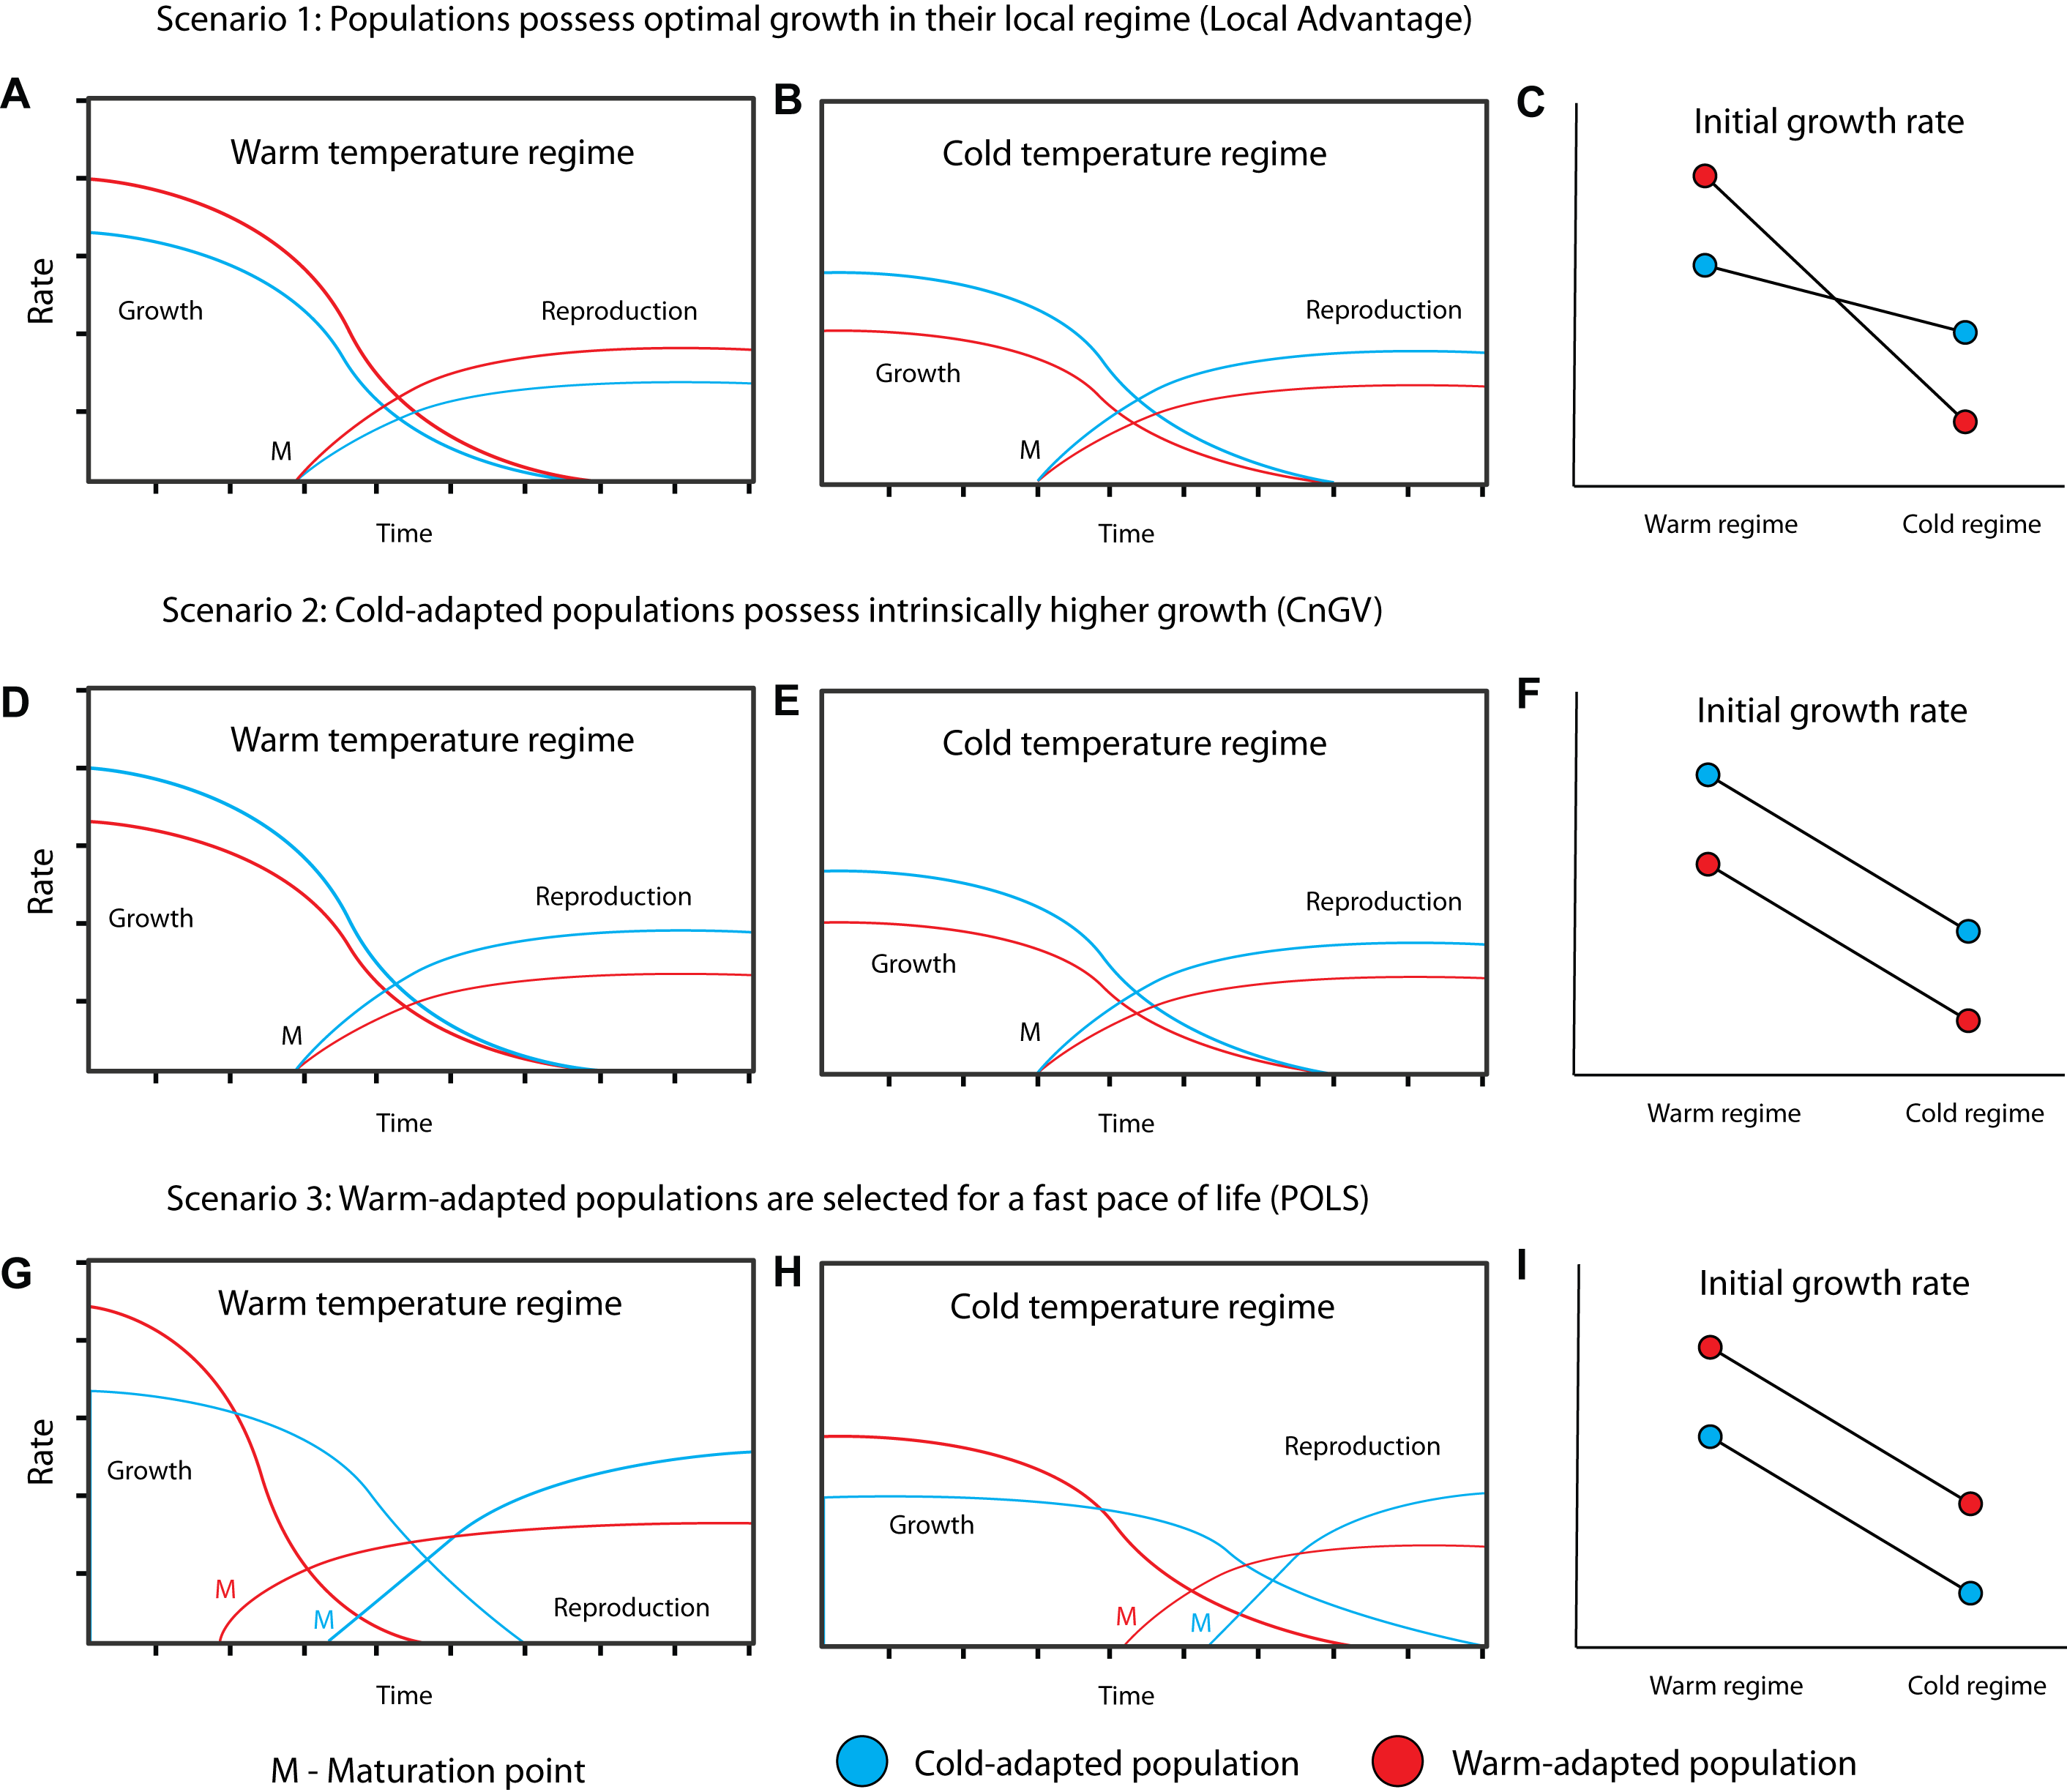 Scenario 1: Populations possess optimal growth in their local regime (Local Advantage)
A
Warm temperature regime
Rate
Growth
Reproduction
M
Time
B
Cold temperature regime
Reproduction
Growth
M
Time
C
Initial growth rate
Warm regime
Cold regime
Scenario 2: Cold-adapted populations possess intrinsically higher growth (CnGV)
D
Warm temperature regime
Rate
Reproduction
Growth
M
Time
E
Cold temperature regime
Reproduction
Growth
M
Time
F
Initial growth rate
Warm regime
Cold regime
Scenario 3: Warm-adapted populations are selected for a fast pace of life (POLS)
G
Warm temperature regime
Rate
Growth
M
M
Reproduction
Time
H
Cold temperature regime
Reproduction
Growth
M
M
Time
I
Initial growth rate
Warm regime
Cold regime
M - Maturation point
Cold-adapted population
Warm-adapted population